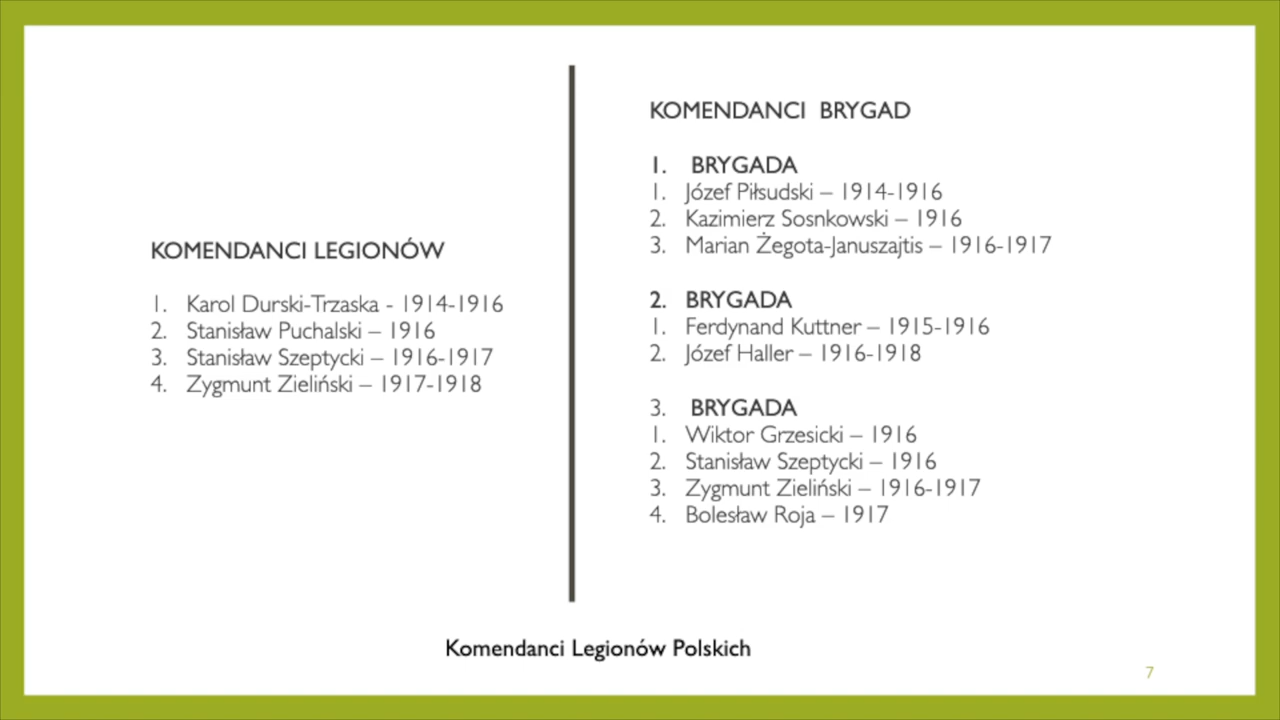 KOMENDANCI LEGIONÓW
1. Karol Durski-Trzaska - 1914-1916
2. Stanisław Puchalski – 1916
3. Stanisław Szeptycki – 1916-1917
4. Zygmunt Zieliński – 1917-1918
KOMENDANCI BRYGAD
1. BRYGADA
1. Józef Piłsudski – 1914-1916
2. Kazimierz Sosnkowski – 1916
3. Marian Żegota-Januszajtis – 1916-1917
2. BRYGADA
1. Ferdynand Kuttner – 1915-1916
2. Józef Haller – 1916-1918
3. BRYGADA
1. Wiktor Grzesicki – 1916
2. Stanisław Szeptycki – 1916
3. Zygmunt Zieliński – 1916-1917
4. Bolesław Roja – 1917
Komendanci Legionów Polskich
7